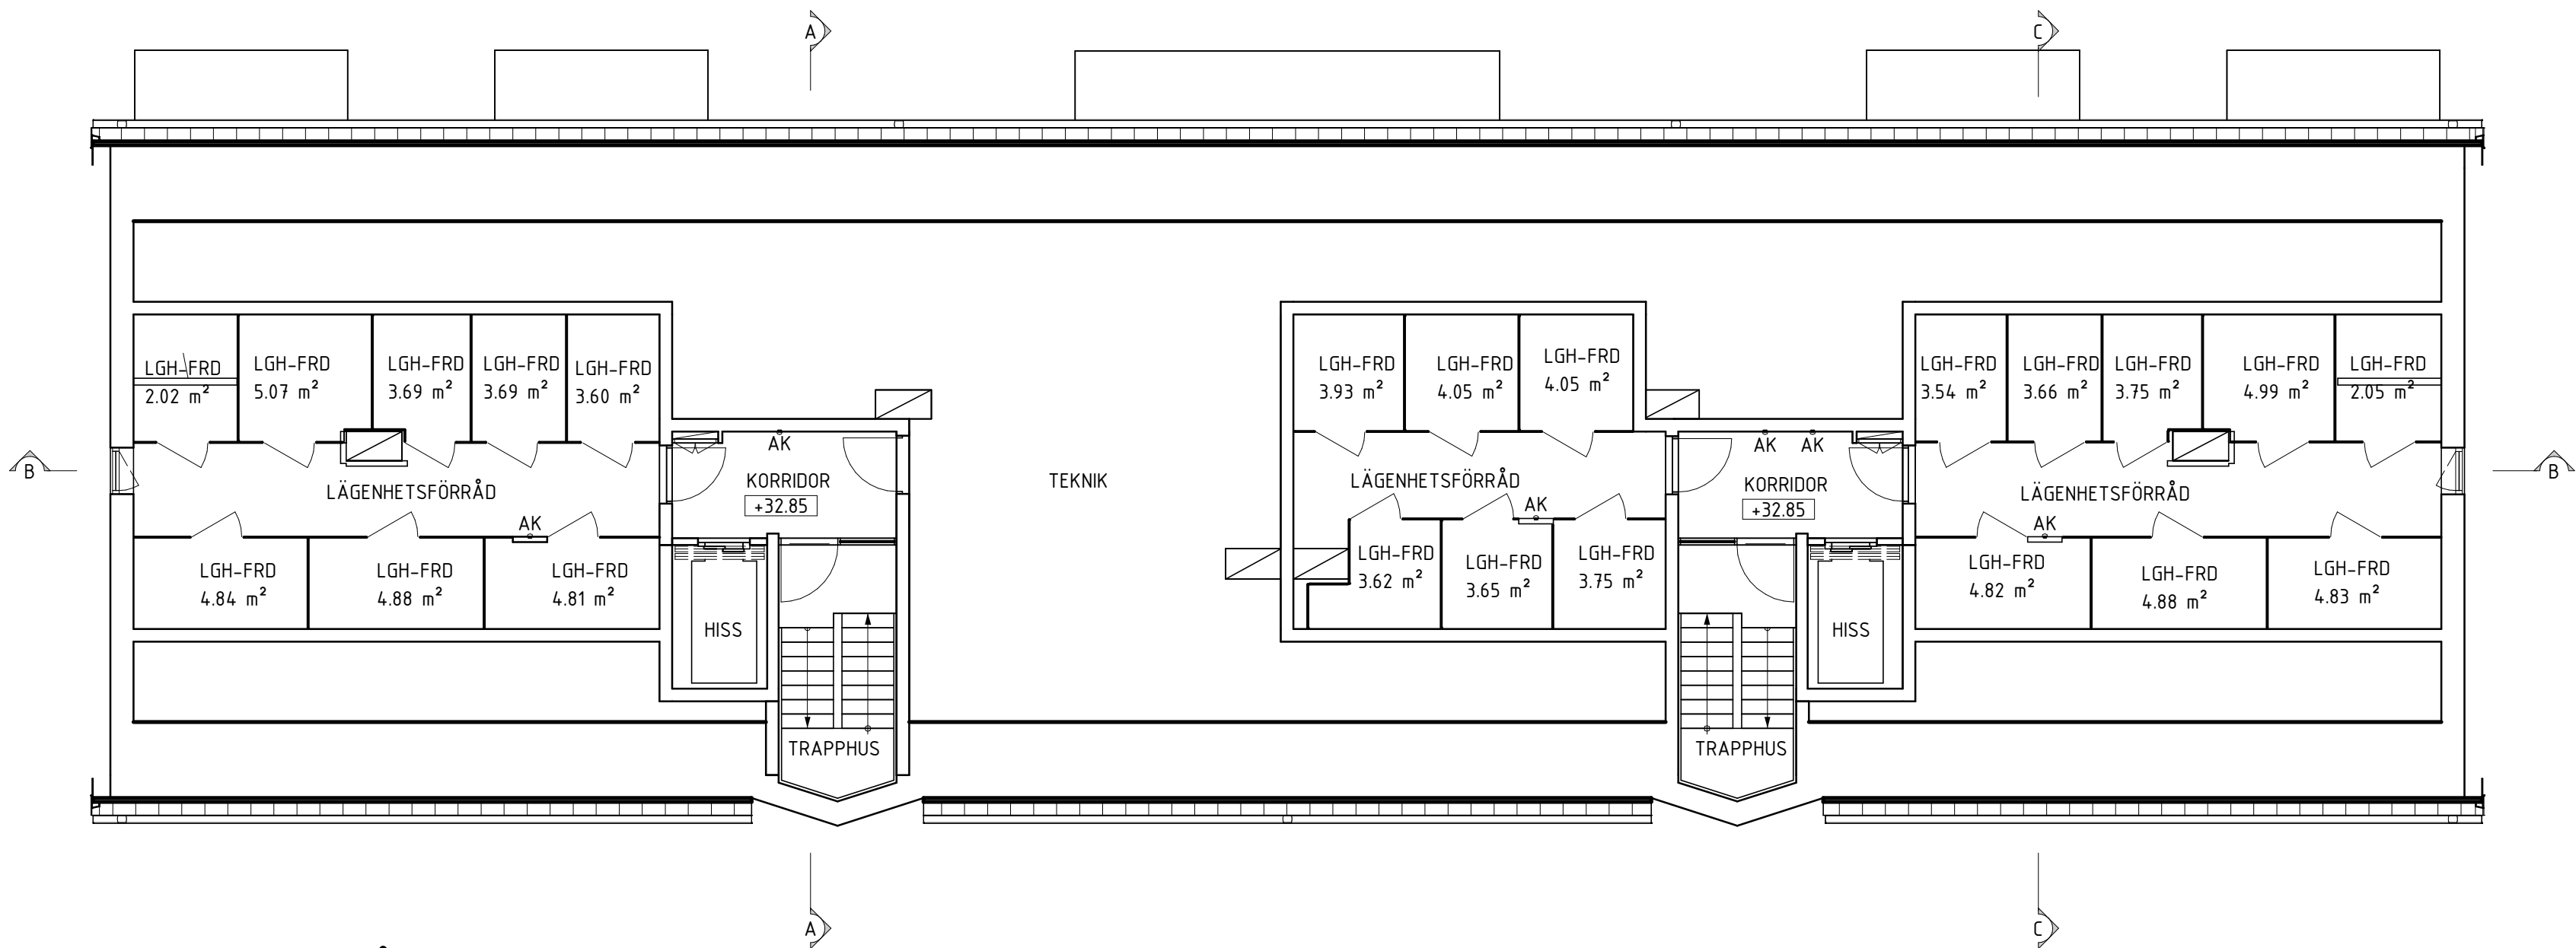 A
C
LGH-FRD
2.02 m²
LGH-FRD
5.07 m²
LGH-FRD
3.69 m²
LGH-FRD
3.69 m²
LGH-FRD
3.60 m²
LGH-FRD
3.93 m²
LGH-FRD
4.05 m²
LGH-FRD
4.05 m²
LGH-FRD
3.54 m²
LGH-FRD
3.66 m²
LGH-FRD
3.75 m²
LGH-FRD
4.99 m²
LGH-FRD
2.05 m²
B
LÄGENHETSFÖRRÅD
AK
AK
KORRIDOR
+32.85
TEKNIK
LÄGENHETSFÖRRÅD
AK
AK
AK
KORRIDOR
+32.85
LÄGENHETSFÖRRÅD
AK
B
LGH-FRD
4.84 m²
LGH-FRD
4.88 m²
LGH-FRD
4.81 m²
HISS
LGH-FRD
3.62 m²
LGH-FRD
3.65 m²
LGH-FRD
3.75 m²
HISS
LGH-FRD
4.82 m²
LGH-FRD
4.88 m²
LGH-FRD
4.83 m²
TRAPPHUS
TRAPPHUS
A
C